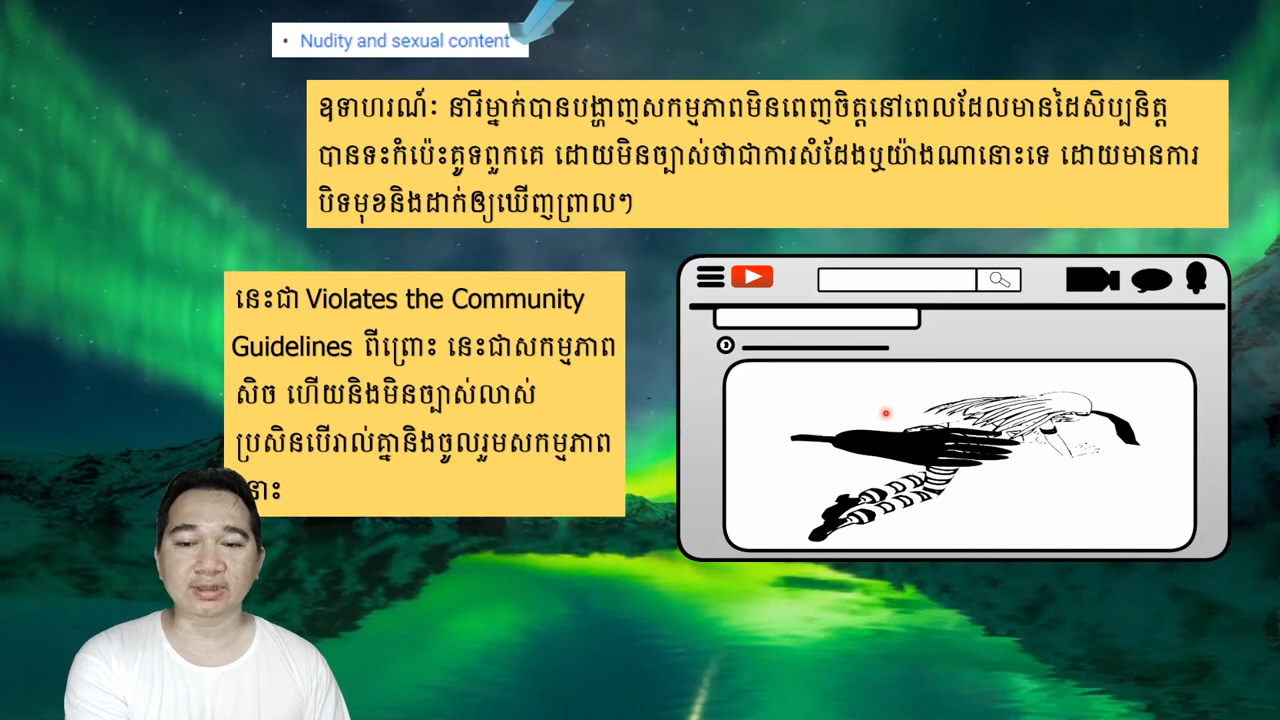 • Nudity and sexual content
ឧទាហរណ៍: នារីម្នាក់បានបង្ហាញសកម្មភាពមិនពេញចិត្តនៅពេលដែលមានដៃសិប្បនិត្ត
បានទះកំប៉េះគូទពួកគេ ដោយមិនច្បាស់ថាជាការសំដែងឬយ៉ាងណានោះទេ ដោយមានការ
បិទមុខនិងដាក់ឲ្យឃើញព្រាលៗ
នេះជា Violates the Community
Guidelines ពីព្រោះ នេះជាសកម្មភាព
សិច ហើយនិងមិនច្បាស់លាស់
ប្រសិនបើរាល់គ្នានិងចូលរួមសកម្មភាព
នោះ